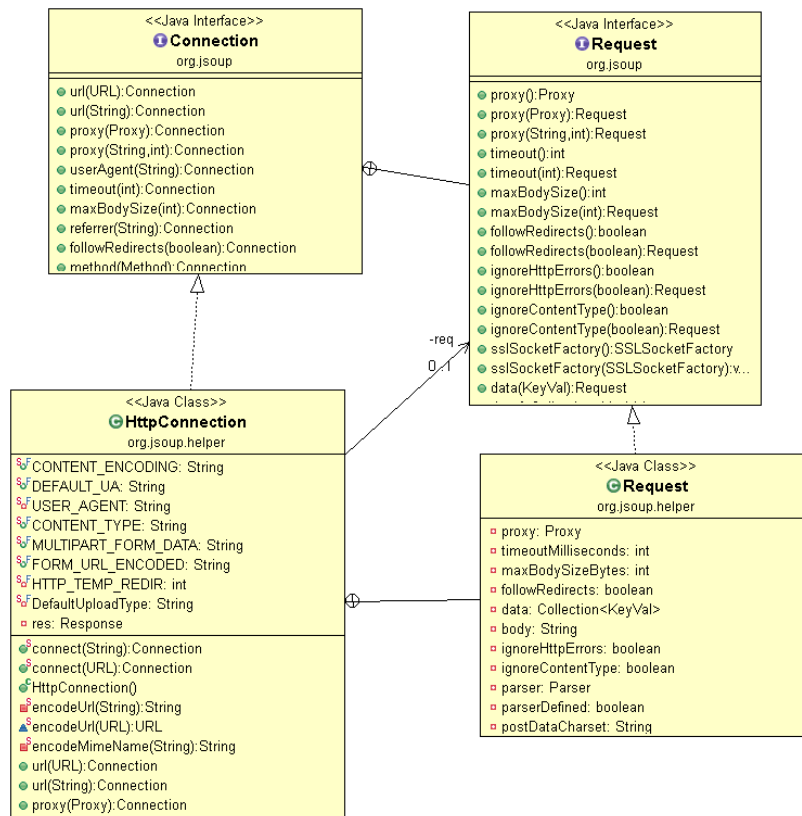 <<Java Interface>>
Connection
org.jsoup
url(URL):Connection
url(String):Connection
proxy(Proxy):Connection
proxy(String,int):Connection
userAgent(String):Connection
timeout(int):Connection
maxBodySize(int):Connection
referrer(String):Connection
followRedirects(boolean):Connection
method(Method):Connection
<<Java Interface>>
Request
org.jsoup
proxy():Proxy
proxy(Proxy):Request
proxy(String,int):Request
timeout():int
timeout(int):Request
maxBodySize():int
maxBodySize(int):Request
followRedirects():boolean
followRedirects(boolean):Request
ignoreHttpErrors():boolean
ignoreHttpErrors(boolean):Request
ignoreContentType():boolean
ignoreContentType(boolean):Request
sslSocketFactory():SSLSocketFactory
sslSocketFactory(SSLSocketFactory):v...
data(KeyVal):Request
-req
0..1
<<Java Class>>
HttpConnection
org.jsoup.helper
CONTENT_ENCODING: String
DEFAULT_UA: String
USER_AGENT: String
CONTENT_TYPE: String
MULTIPART_FORM_DATA: String
FORM_URL_ENCODED: String
HTTP_TEMP_REDIR: int
DefaultUploadType: String
res: Response
connect(String):Connection
connect(URL):Connection
HttpConnection()
encodeUrl(String):String
encodeUrl(URL):URL
encodeMimeName(String):String
url(URL):Connection
url(String):Connection
proxy(Proxy):Connection
<<Java Class>>
Request
org.jsoup.helper
proxy: Proxy
timeoutMilliseconds: int
maxBodySizeBytes: int
followRedirects: boolean
data: Collection<KeyVal>
body: String
ignoreHttpErrors: boolean
ignoreContentType: boolean
parser: Parser
parserDefined: boolean
postDataCharset: String